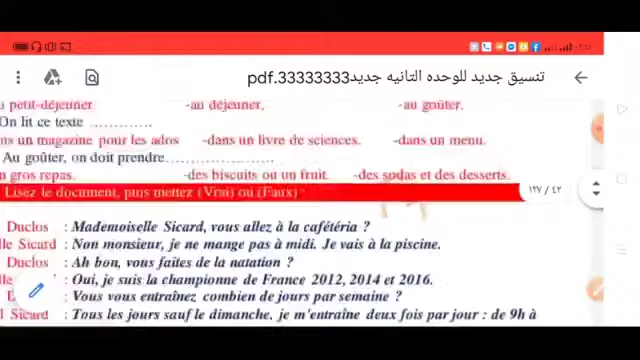 تنسيق جديد للوحده الثانيه جديد33333333.pdf
petit-déjeuner. -au déjeuner. -au goûter.
On lit ce texte ………….
un magazine pour les ados -dans un livre de sciences. -dans un menu.
Au goûter, on doit prendre……………………
gros repas. -des biscuits ou un fruit. -des sodas et des desserts.
Lisez le document, puis mettez (Vrai) ou (Faux)
١٢٧ / ٤٢
Duclos : Mademoiselle Sicard, vous allez à la cafétéria ?
Sicard : Non monsieur, je ne mange pas à midi. Je vais à la piscine.
Duclos : Ah bon, vous faites de la natation ?
: Oui, je suis la championne de France 2012, 2014 et 2016.
: Vous vous entraînez combien de jours par semaine ?
Sicard : Tous les jours sauf le dimanche. je m'entraîne deux fois par jour : de 9h à